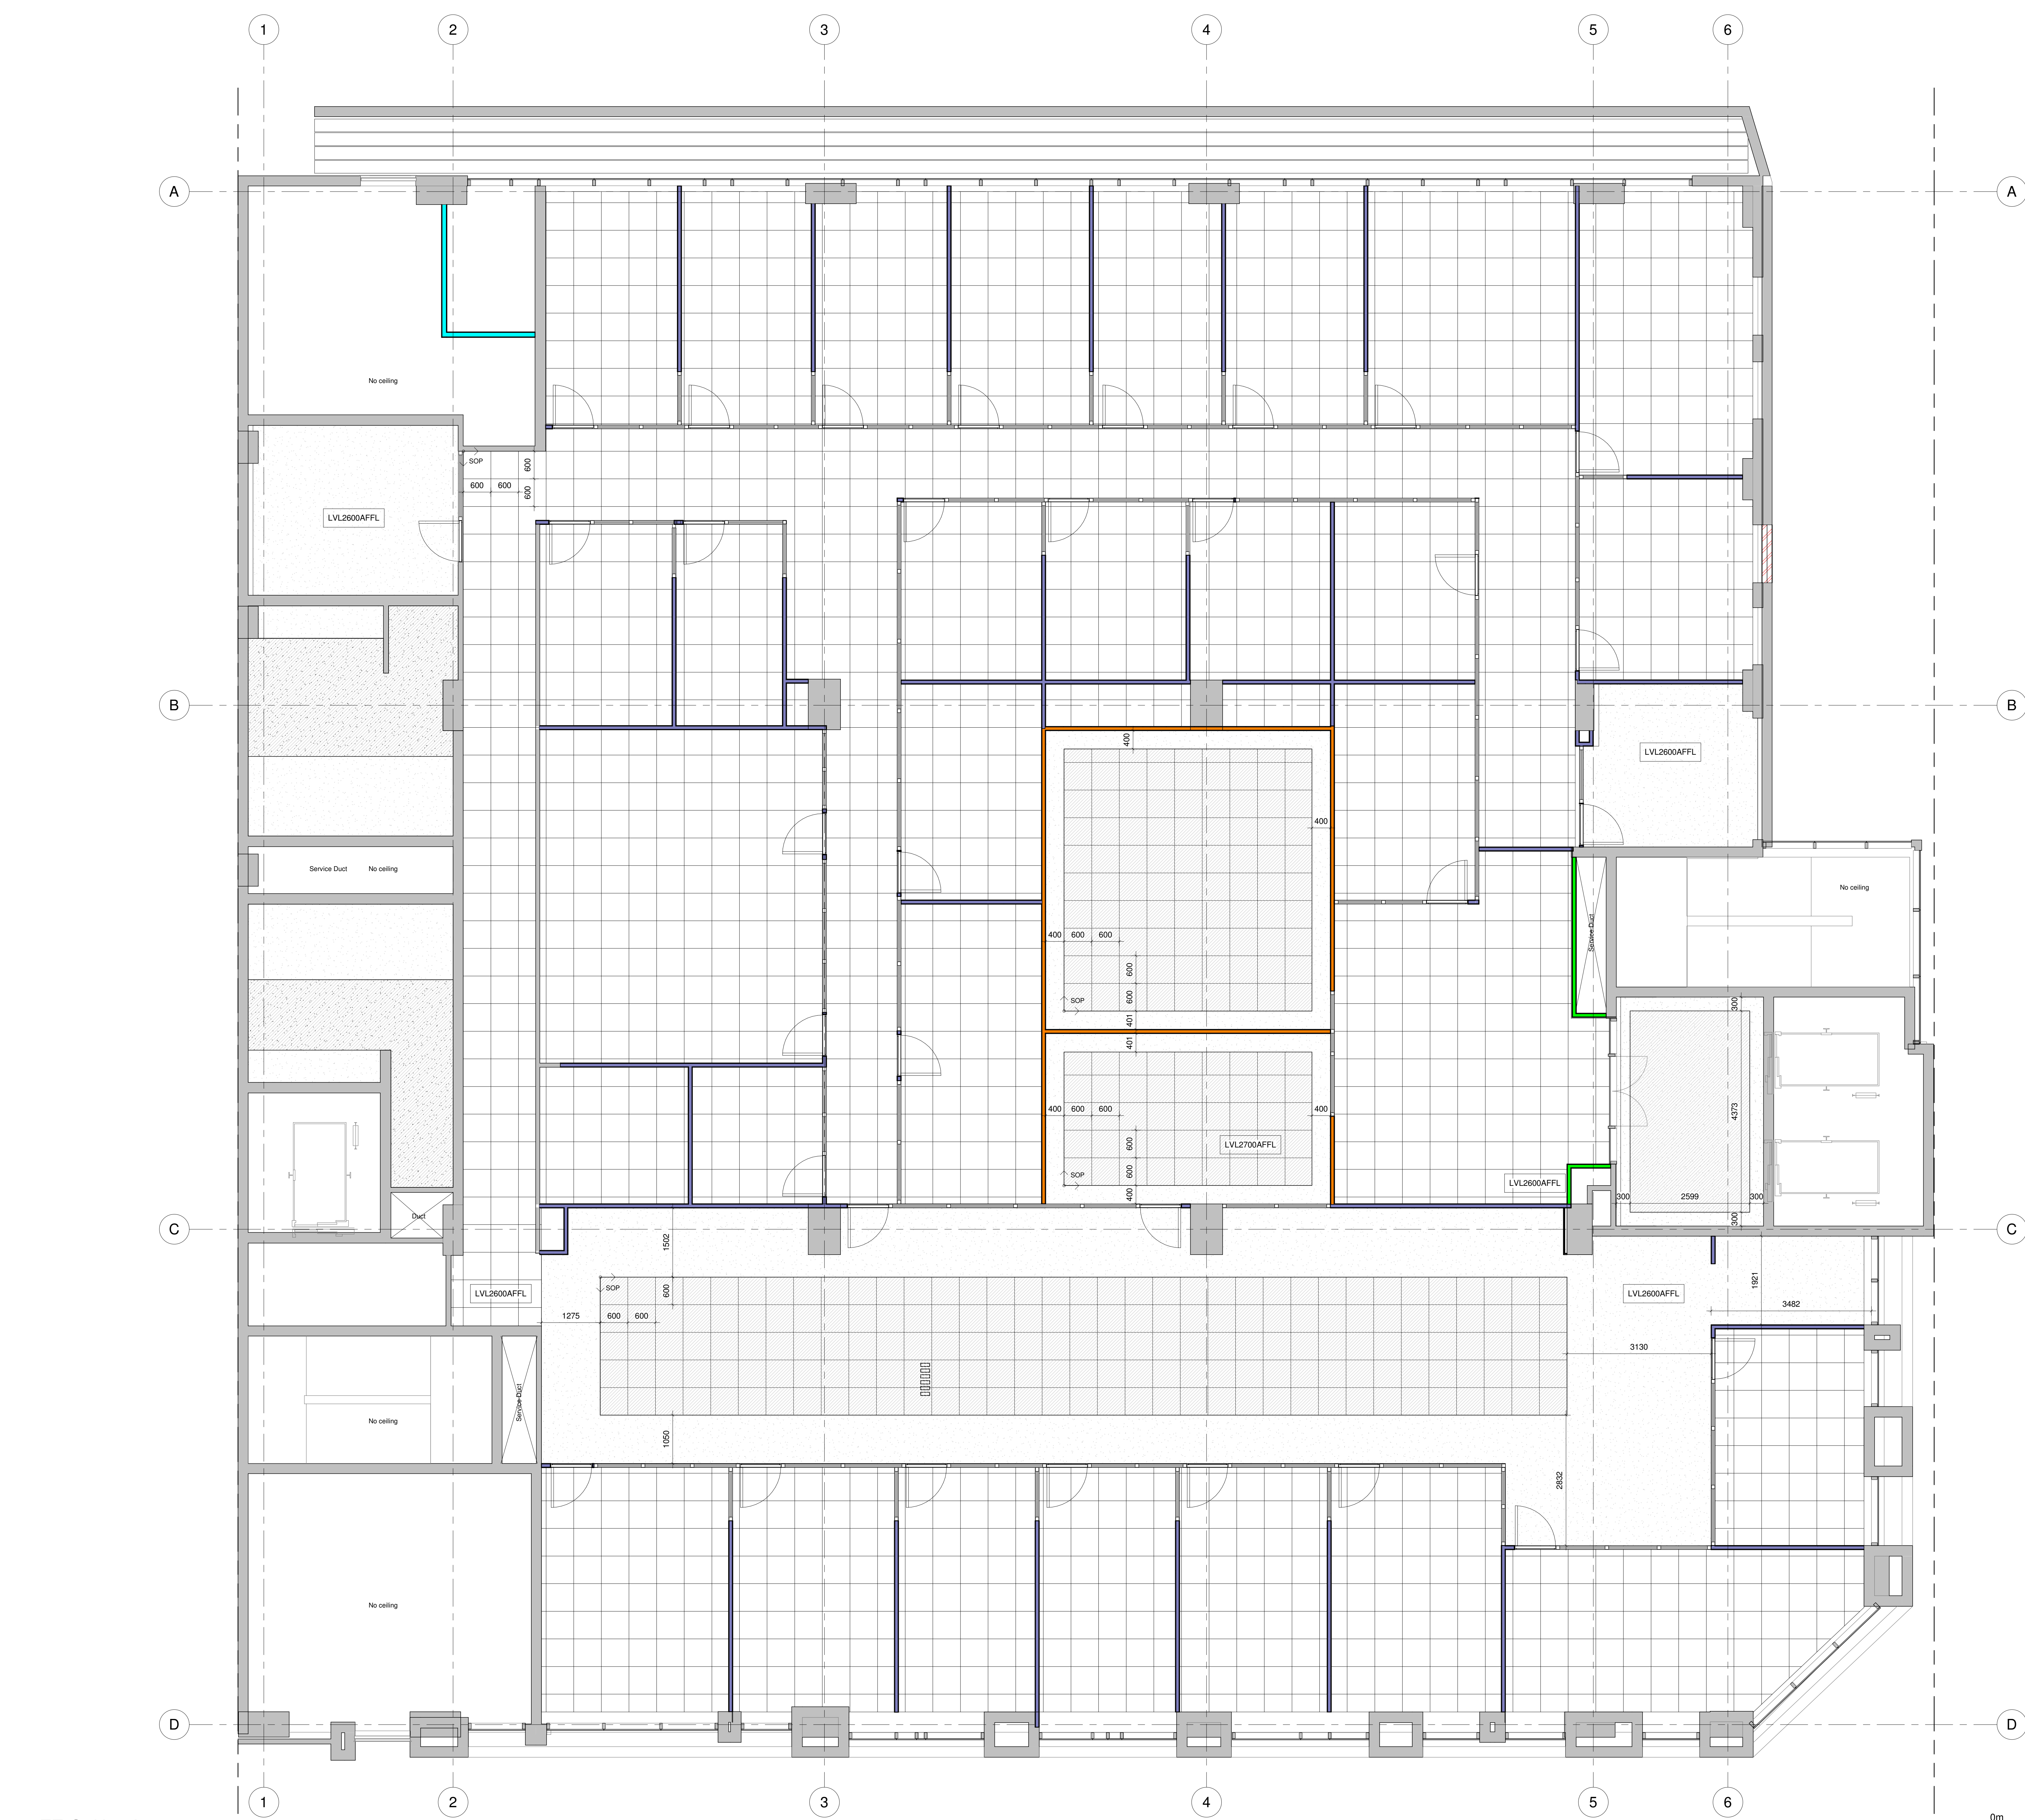 1 2 3 4 5 6
A A
No ceiling
SOP
600
600 600
600
LVL2600AFFL
B B
LVL2600AFFL
400
400
Service Duct No ceiling
No ceiling
Service Duct
400 600 600
600
600
SOP
300
401
401
400 600 600
400
4373
600
LVL2700AFFL
600
SOP
400
LVL2600AFFL
300 2599 300
300
Duct
C C
1502
1921
SOP
600
LVL2600AFFL
LVL2600AFFL
3482
1275 600 600
3130
Service Duct
No ceiling
1050
2832
No ceiling
D D
1 2 3 4 5 6
0m